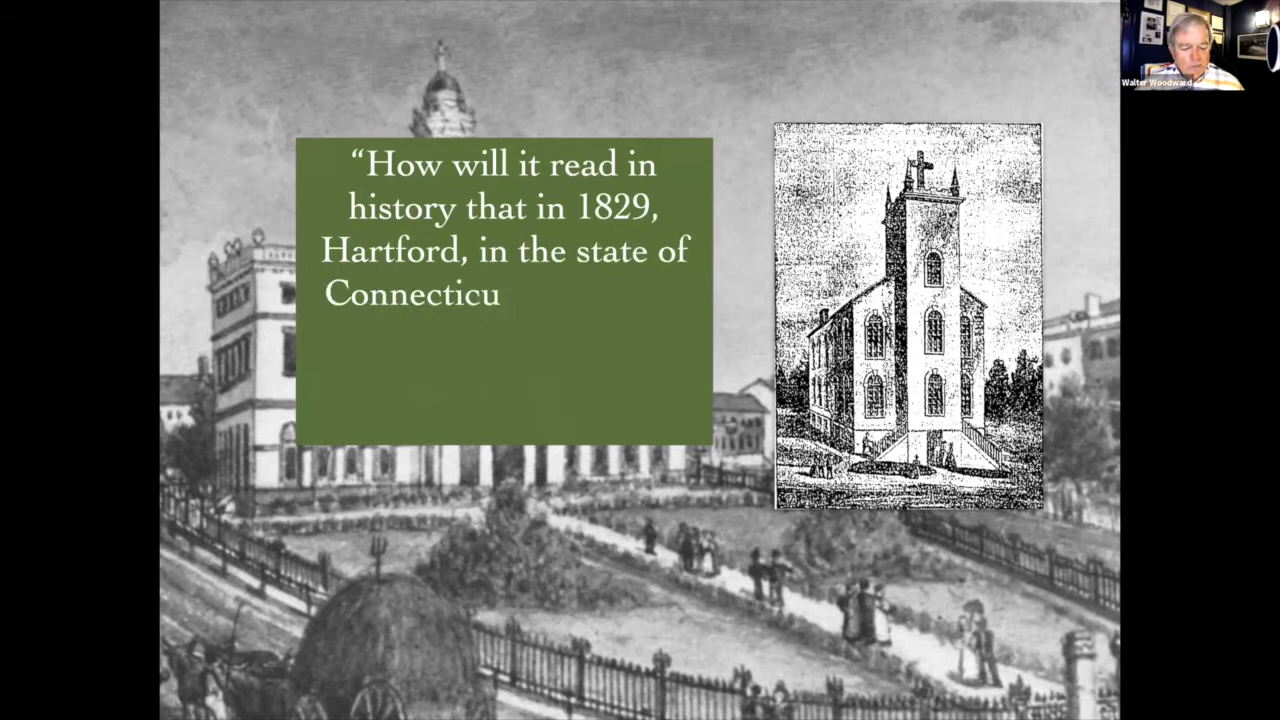 “How will it read in
history that in 1829,
Hartford, in the state of
Connecticu
Walter Woodward